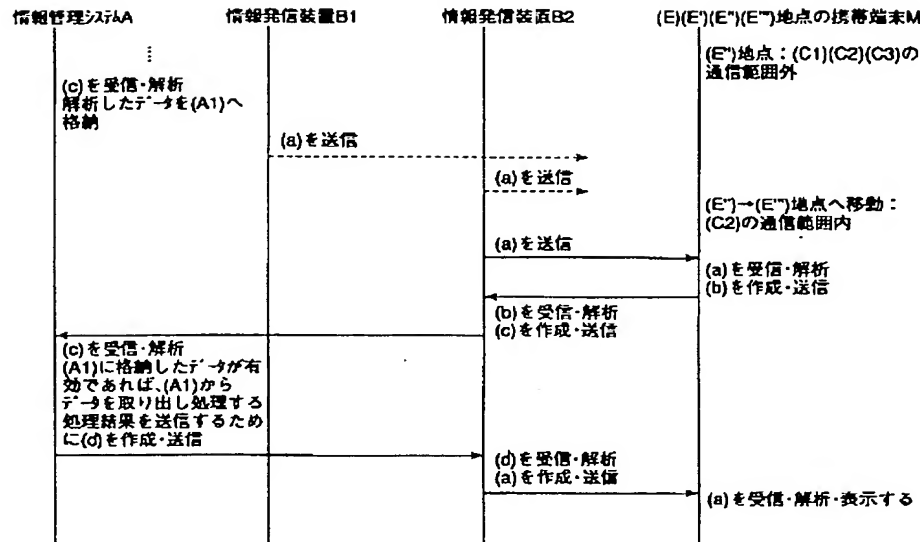 情報管理システムA
情報発信装置B1
情報発信装置B2
(E)(E')(E'')(E''')地点の携帯端末M
(E'')地点：(C1)(C2)(C3)の
通信範囲外
(c)を受信・解析
解析したデータを(A1)へ
格納
(a)を送信
(a)を送信
(E'')→(E''')地点へ移動：
(C2)の通信範囲内
(a)を送信
(a)を受信・解析
(b)を作成・送信
(b)を受信・解析
(c)を作成・送信
(c)を受信・解析
(A1)に格納したデータが有
効であれば、(A1)から
データを取り出し処理する
処理結果を送信するため
に(d)を作成・送信
(d)を受信・解析
(a)を作成・送信
(a)を受信・解析・表示する